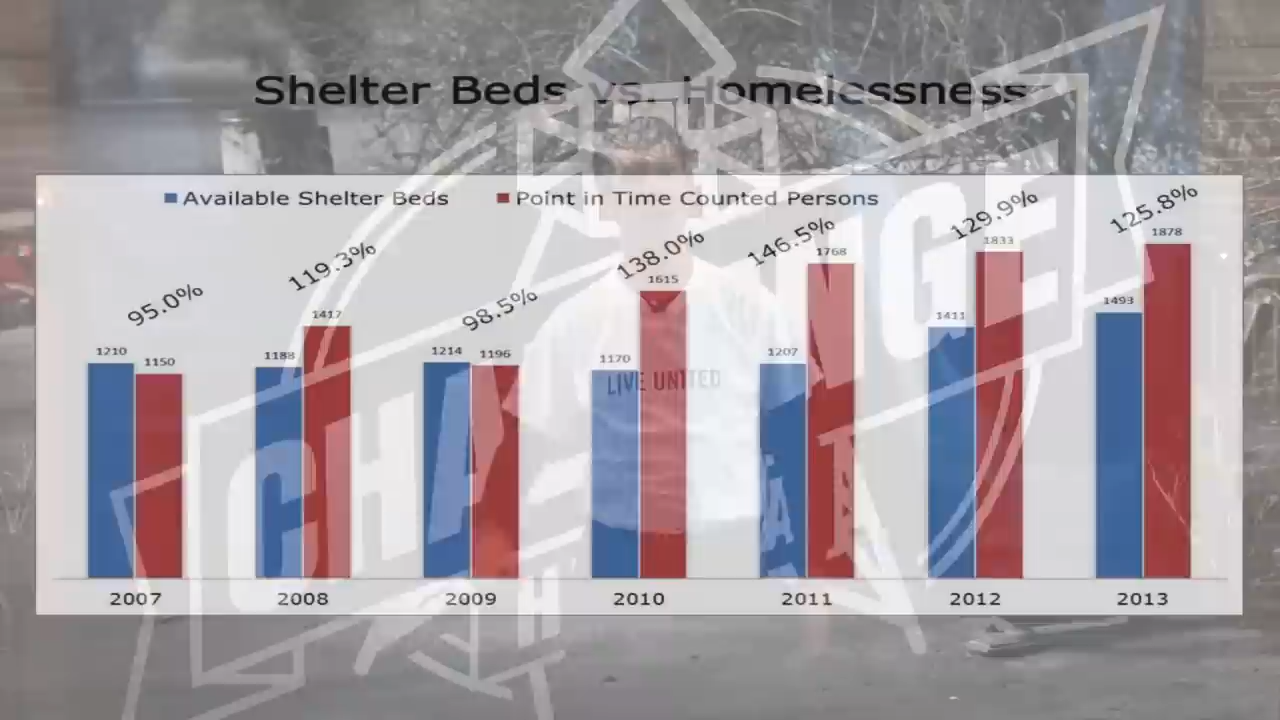 Shelter Beds vs. Homelessness
Available Shelter Beds Point in Time Counted Persons
95.0% 119.3% 98.5% 138.0% 146.5% 129.9% 125.8%
1210 1150 1188 1417 1214 1196 1170 1615 1207 1768 1411 1833 1493 1878
LIVE UNITED
CHANGE
2007 2008 2009 2010 2011 2012 2013